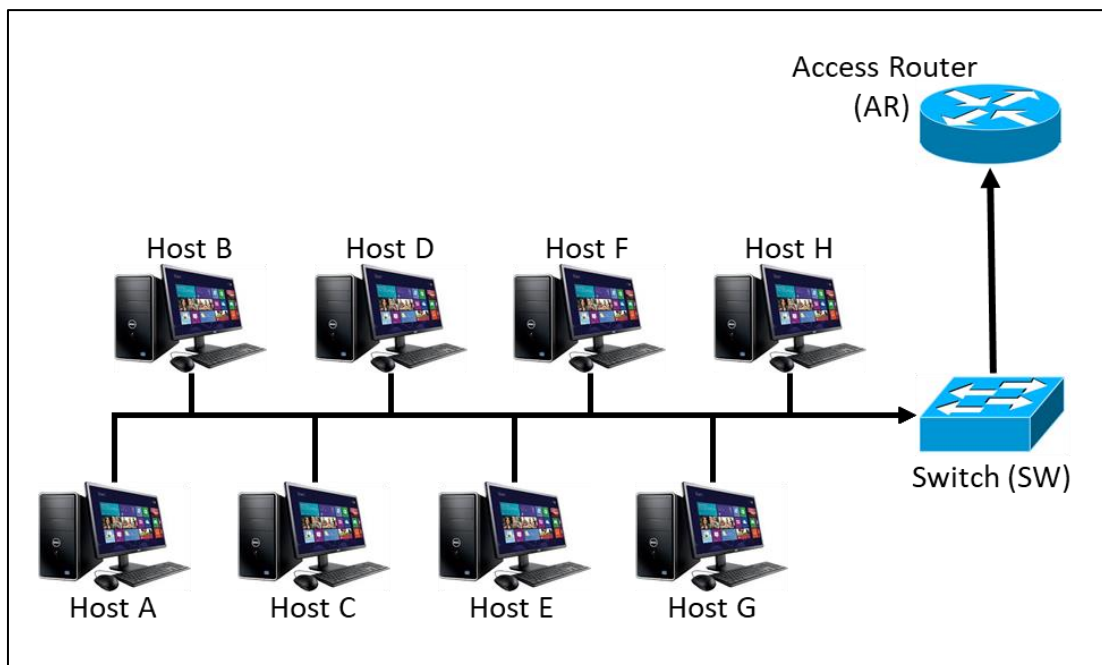 Access Router
(AR)
Host B
Host D
Host F
Host H
Switch (SW)
Host A
Host C
Host E
Host G